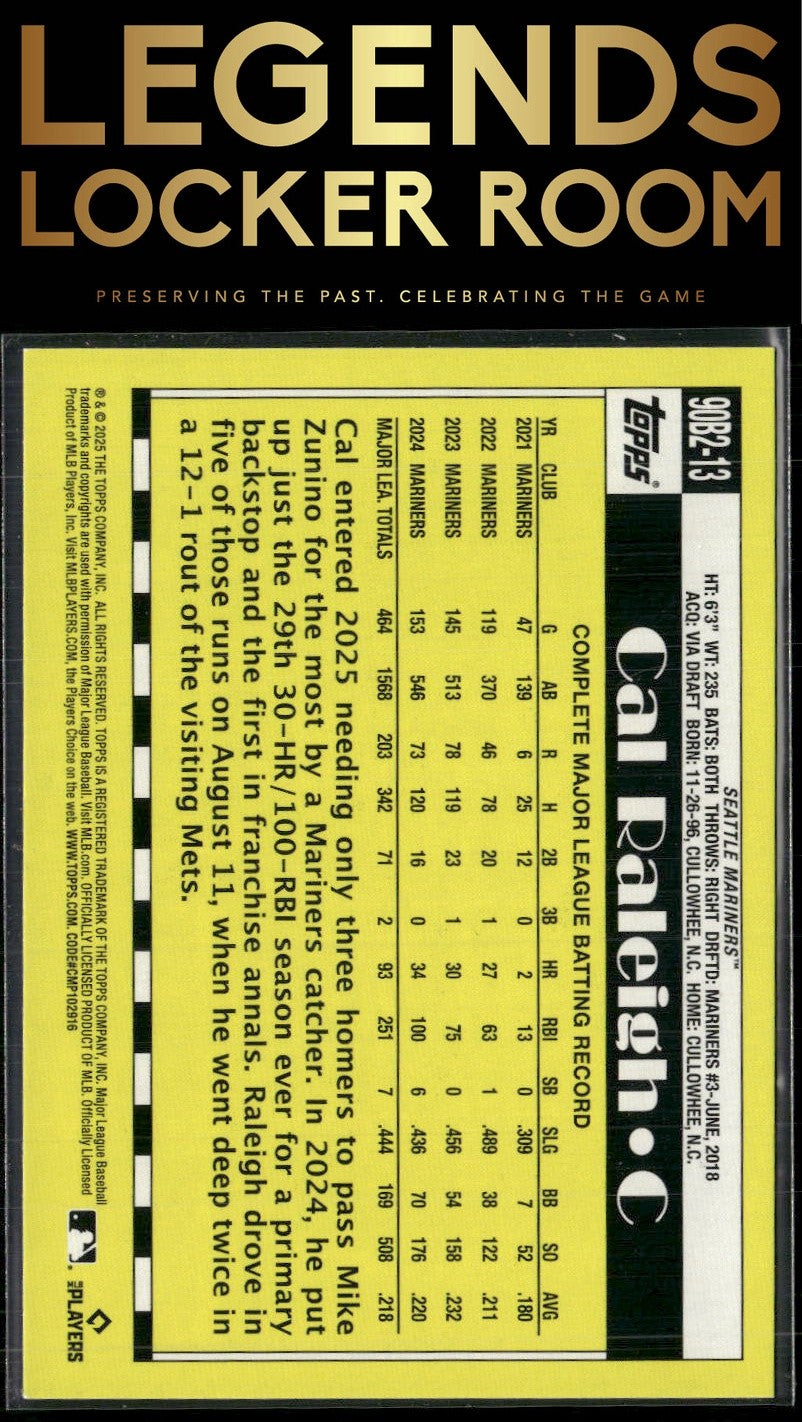 LEGENDS
LOCKER ROOM
PRESERVING THE PAST. CELEBRATING THE GAME
90B2-13
SEATTLE MARINERS™
HT: 6'3" WT: 235 BATS: BOTH THROWS: RIGHT DRFTD: MARINERS #3-JUNE, 2018
ACQ: VIA DRAFT BORN: 11-26-96, CULLOWHEE, N.C. HOME: CULLOWHEE, N.C.
TOPPS®
Cal Raleigh • C
COMPLETE MAJOR LEAGUE BATTING RECORD
YR CLUB G AB R H 2B 3B HR RBI SB SLG BB SO AVG
2021 MARINERS 47 139 6 25 12 0 2 13 0 .309 7 52 .180
2022 MARINERS 119 370 46 78 20 1 27 63 1 .489 38 122 .211
2023 MARINERS 145 513 78 119 23 1 30 75 0 .456 54 158 .232
2024 MARINERS 153 546 73 120 16 0 34 100 6 .436 70 176 .220
MAJOR LEA. TOTALS 464 1568 203 342 71 2 93 251 7 .444 169 508 .218
Cal entered 2025 needing only three homers to pass Mike
Zunino for the most by a Mariners catcher. In 2024, he put
up just the 29th 30-HR/100-RBI season ever for a primary
backstop and the first in franchise annals. Raleigh drove in
five of those runs on August 11, when he went deep twice in
a 12-1 rout of the visiting Mets.
® & © 2025 THE TOPPS COMPANY, INC. ALL RIGHTS RESERVED. TOPPS IS A REGISTERED TRADEMARK OF THE TOPPS COMPANY, INC. Major League Baseball
trademarks and copyrights are used with permission of Major League Baseball. Visit MLB.com. OFFICIALLY LICENSED PRODUCT OF MLB. Officially Licensed
Product of MLB Players, Inc. Visit MLBPLAYERS.COM, the Players Choice on the web. WWW.TOPPS.COM. CODE#CMP102916
MLB PLAYERS